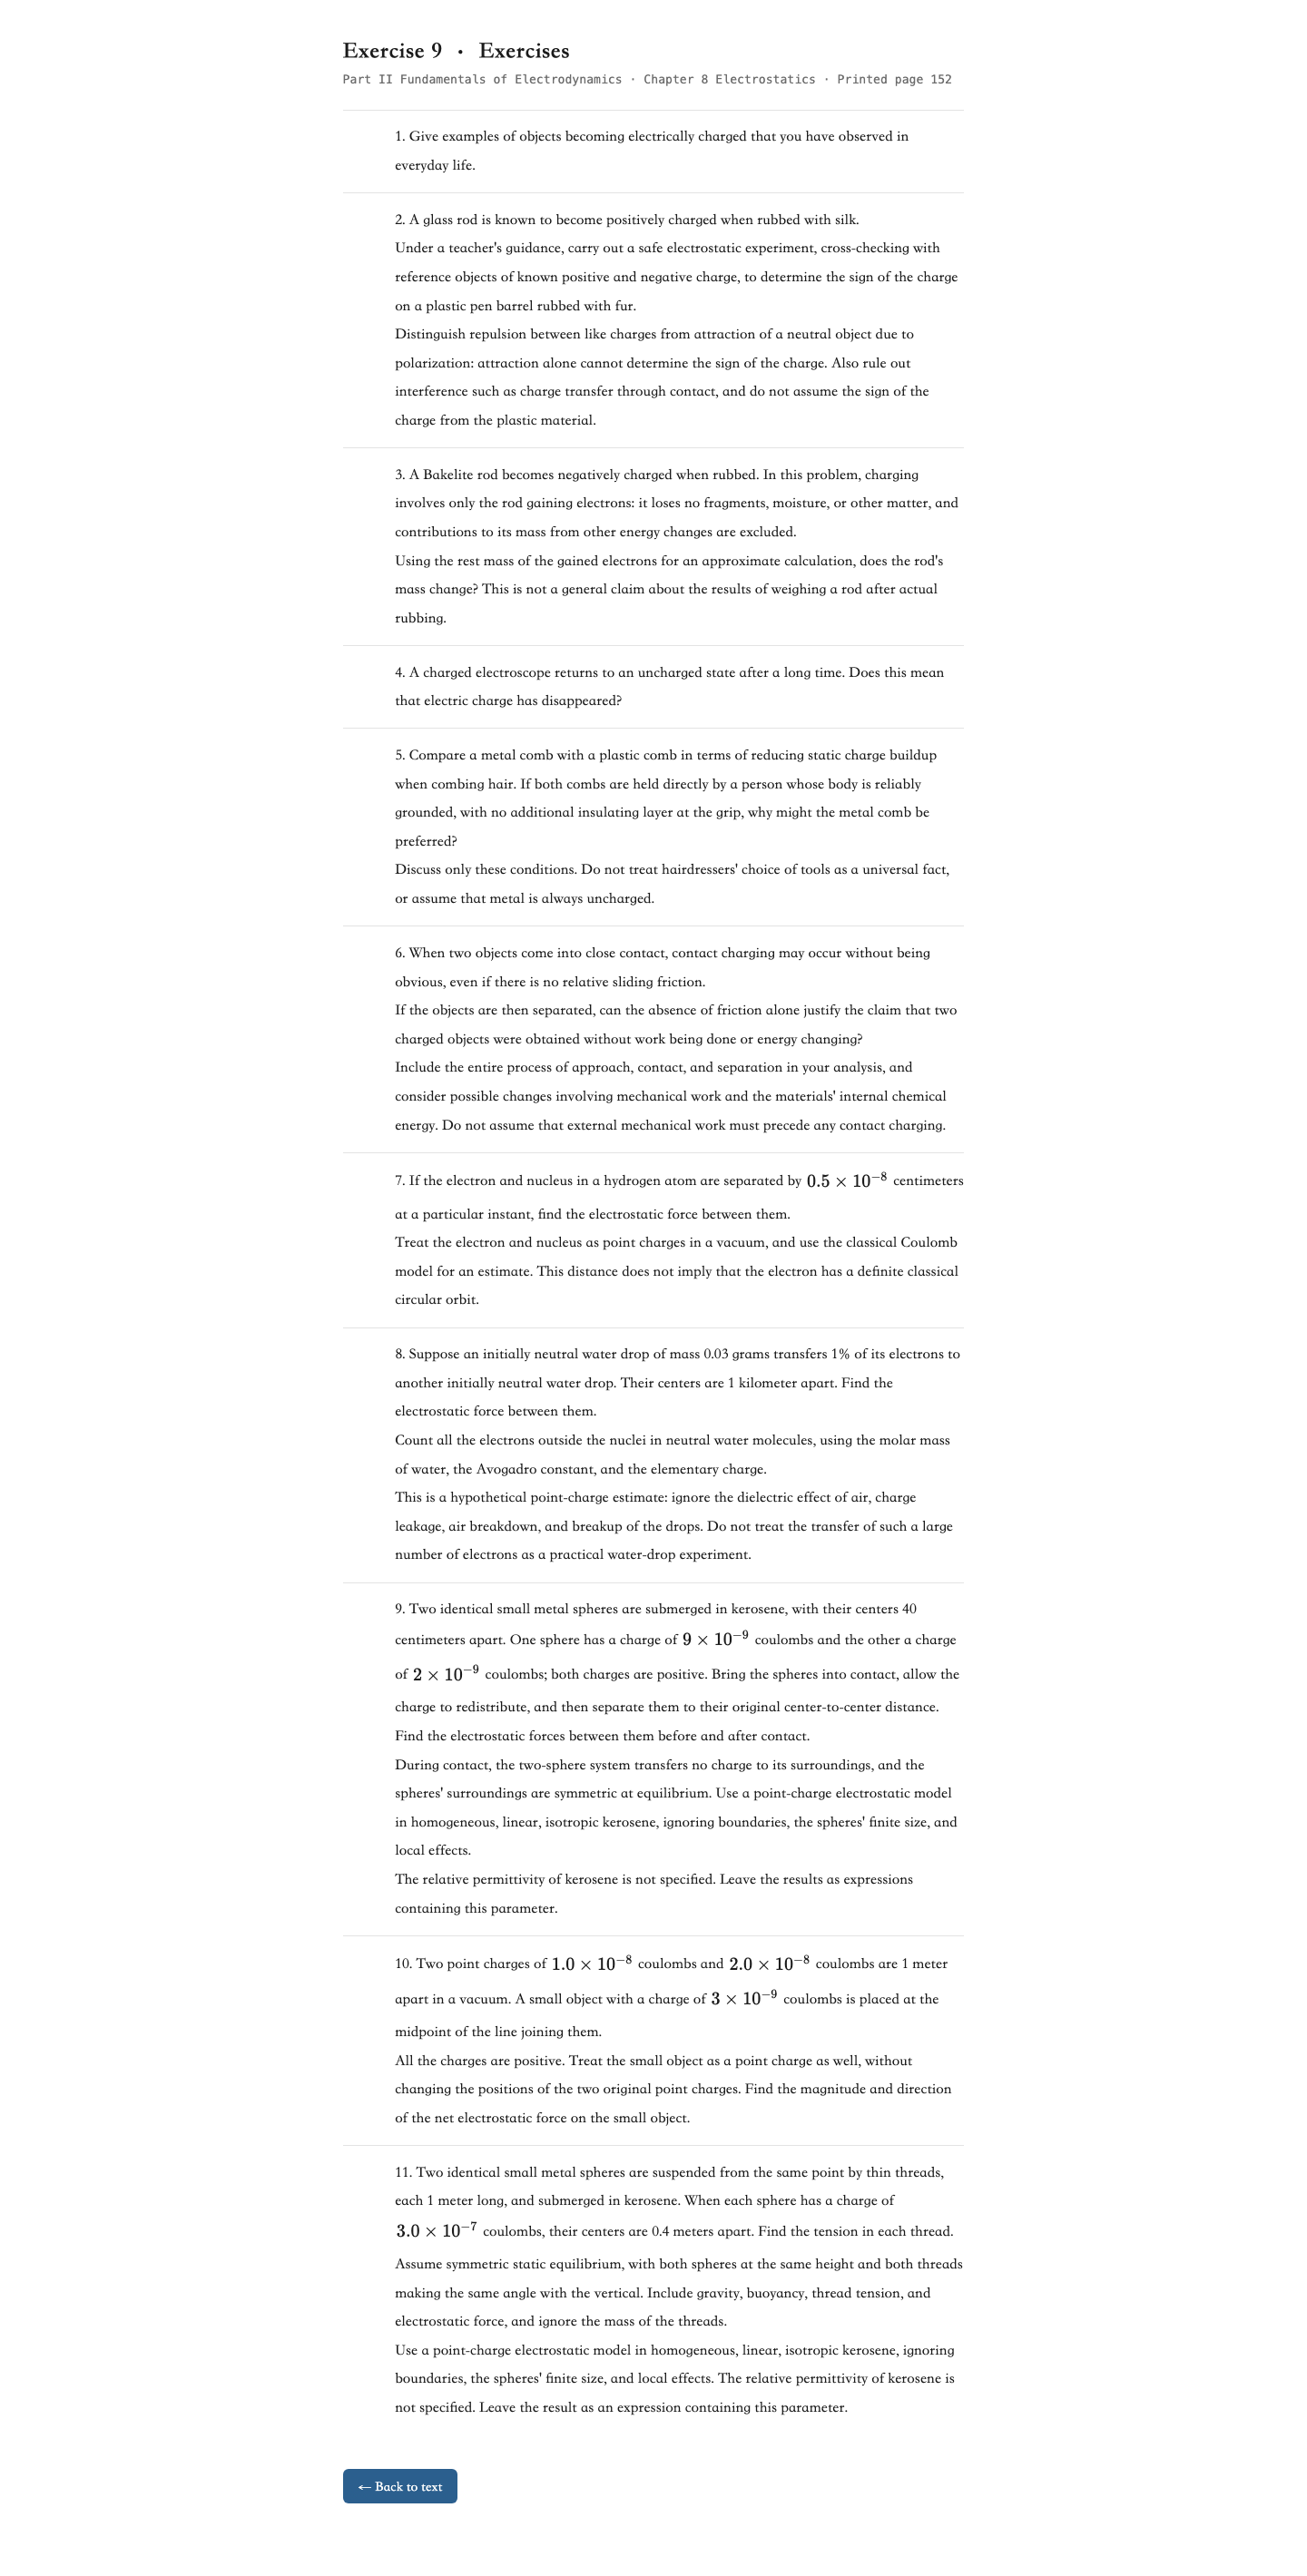 Exercise 9 · Exercises
Part II Fundamentals of Electrodynamics · Chapter 8 Electrostatics · Printed page 152
1. Give examples of objects becoming electrically charged that you have observed in
everyday life.
2. A glass rod is known to become positively charged when rubbed with silk.
Under a teacher's guidance, carry out a safe electrostatic experiment, cross-checking with
reference objects of known positive and negative charge, to determine the sign of the charge
on a plastic pen barrel rubbed with fur.
Distinguish repulsion between like charges from attraction of a neutral object due to
polarization: attraction alone cannot determine the sign of the charge. Also rule out
interference such as charge transfer through contact, and do not assume the sign of the
charge from the plastic material.
3. A Bakelite rod becomes negatively charged when rubbed. In this problem, charging
involves only the rod gaining electrons: it loses no fragments, moisture, or other matter, and
contributions to its mass from other energy changes are excluded.
Using the rest mass of the gained electrons for an approximate calculation, does the rod's
mass change? This is not a general claim about the results of weighing a rod after actual
rubbing.
4. A charged electroscope returns to an uncharged state after a long time. Does this mean
that electric charge has disappeared?
5. Compare a metal comb with a plastic comb in terms of reducing static charge buildup
when combing hair. If both combs are held directly by a person whose body is reliably
grounded, with no additional insulating layer at the grip, why might the metal comb be
preferred?
Discuss only these conditions. Do not treat hairdressers' choice of tools as a universal fact,
or assume that metal is always uncharged.
6. When two objects come into close contact, contact charging may occur without being
obvious, even if there is no relative sliding friction.
If the objects are then separated, can the absence of friction alone justify the claim that two
charged objects were obtained without work being done or energy changing?
Include the entire process of approach, contact, and separation in your analysis, and
consider possible changes involving mechanical work and the materials' internal chemical
energy. Do not assume that external mechanical work must precede any contact charging.
7. If the electron and nucleus in a hydrogen atom are separated by 0.5 × 10⁻⁸ centimeters
at a particular instant, find the electrostatic force between them.
Treat the electron and nucleus as point charges in a vacuum, and use the classical Coulomb
model for an estimate. This distance does not imply that the electron has a definite classical
circular orbit.
8. Suppose an initially neutral water drop of mass 0.03 grams transfers 1% of its electrons to
another initially neutral water drop. Their centers are 1 kilometer apart. Find the
electrostatic force between them.
Count all the electrons outside the nuclei in neutral water molecules, using the molar mass
of water, the Avogadro constant, and the elementary charge.
This is a hypothetical point-charge estimate: ignore the dielectric effect of air, charge
leakage, air breakdown, and breakup of the drops. Do not treat the transfer of such a large
number of electrons as a practical water-drop experiment.
9. Two identical small metal spheres are submerged in kerosene, with their centers 40
centimeters apart. One sphere has a charge of 9 × 10⁻⁹ coulombs and the other a charge
of 2 × 10⁻⁹ coulombs; both charges are positive. Bring the spheres into contact, allow the
charge to redistribute, and then separate them to their original center-to-center distance.
Find the electrostatic forces between them before and after contact.
During contact, the two-sphere system transfers no charge to its surroundings, and the
spheres' surroundings are symmetric at equilibrium. Use a point-charge electrostatic model
in homogeneous, linear, isotropic kerosene, ignoring boundaries, the spheres' finite size, and
local effects.
The relative permittivity of kerosene is not specified. Leave the results as expressions
containing this parameter.
10. Two point charges of 1.0 × 10⁻⁸ coulombs and 2.0 × 10⁻⁸ coulombs are 1 meter
apart in a vacuum. A small object with a charge of 3 × 10⁻⁹ coulombs is placed at the
midpoint of the line joining them.
All the charges are positive. Treat the small object as a point charge as well, without
changing the positions of the two original point charges. Find the magnitude and direction
of the net electrostatic force on the small object.
11. Two identical small metal spheres are suspended from the same point by thin threads,
each 1 meter long, and submerged in kerosene. When each sphere has a charge of
3.0 × 10⁻⁷ coulombs, their centers are 0.4 meters apart. Find the tension in each thread.
Assume symmetric static equilibrium, with both spheres at the same height and both threads
making the same angle with the vertical. Include gravity, buoyancy, thread tension, and
electrostatic force, and ignore the mass of the threads.
Use a point-charge electrostatic model in homogeneous, linear, isotropic kerosene, ignoring
boundaries, the spheres' finite size, and local effects. The relative permittivity of kerosene is
not specified. Leave the result as an expression containing this parameter.
← Back to text